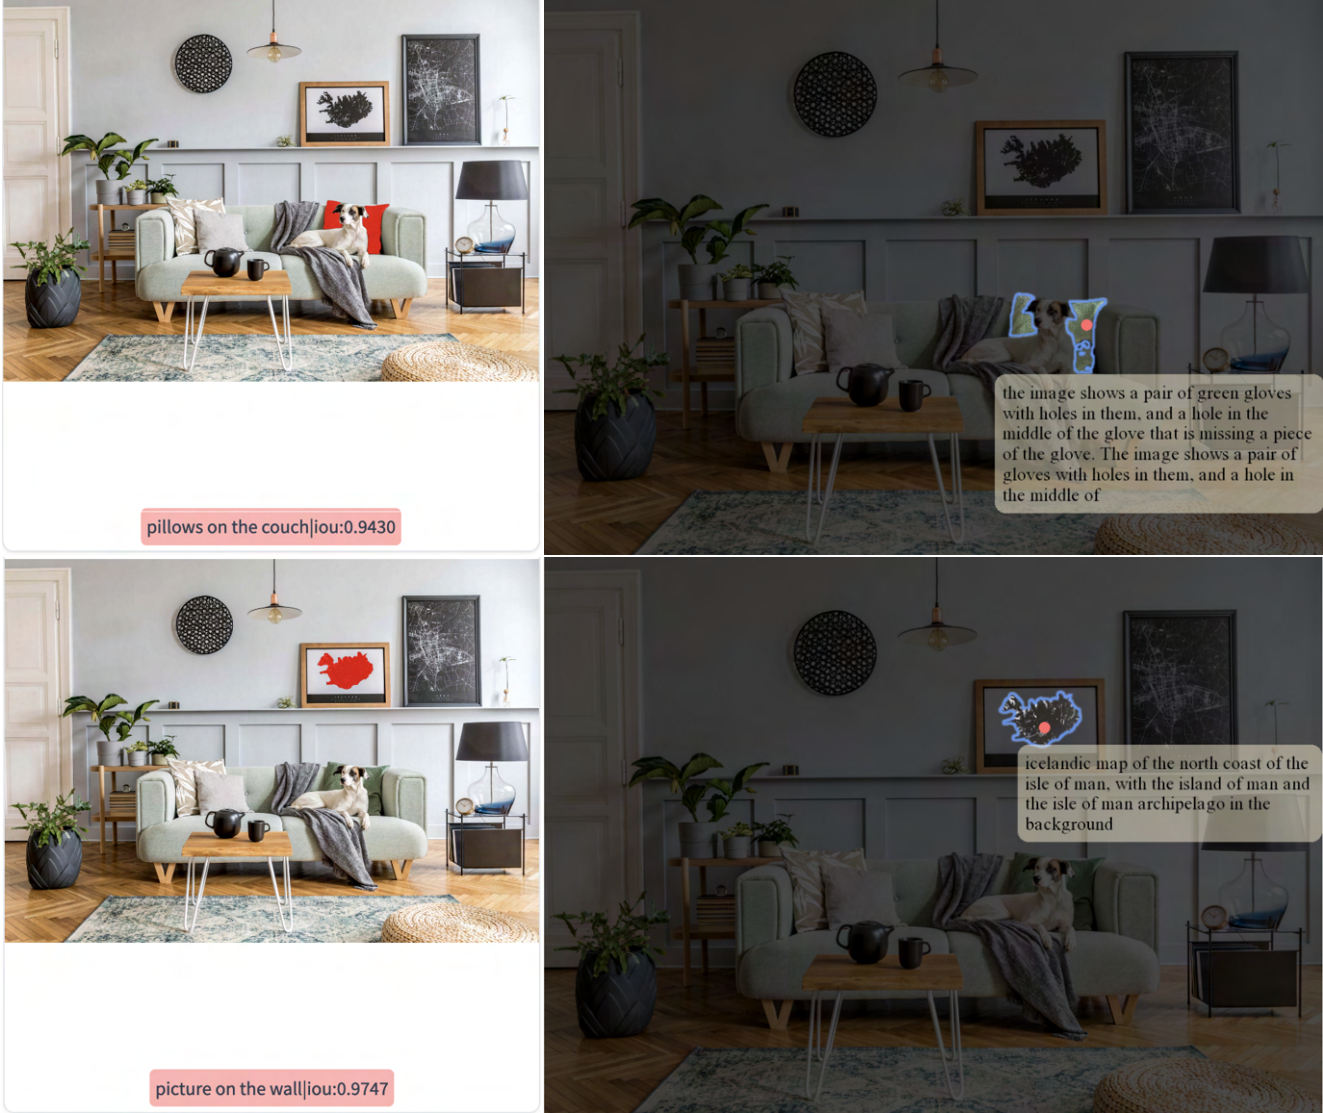 the image shows a pair of green gloves
with holes in them, and a hole in the
middle of the glove that is missing a piece
of the glove. The image shows a pair of
gloves with holes in them, and a hole in
the middle of
pillows on the couch|iou:0.9430
icelandic map of the north coast of the
isle of man, with the island of man and
the isle of man archipelago in the
background
picture on the wall|iou:0.9747